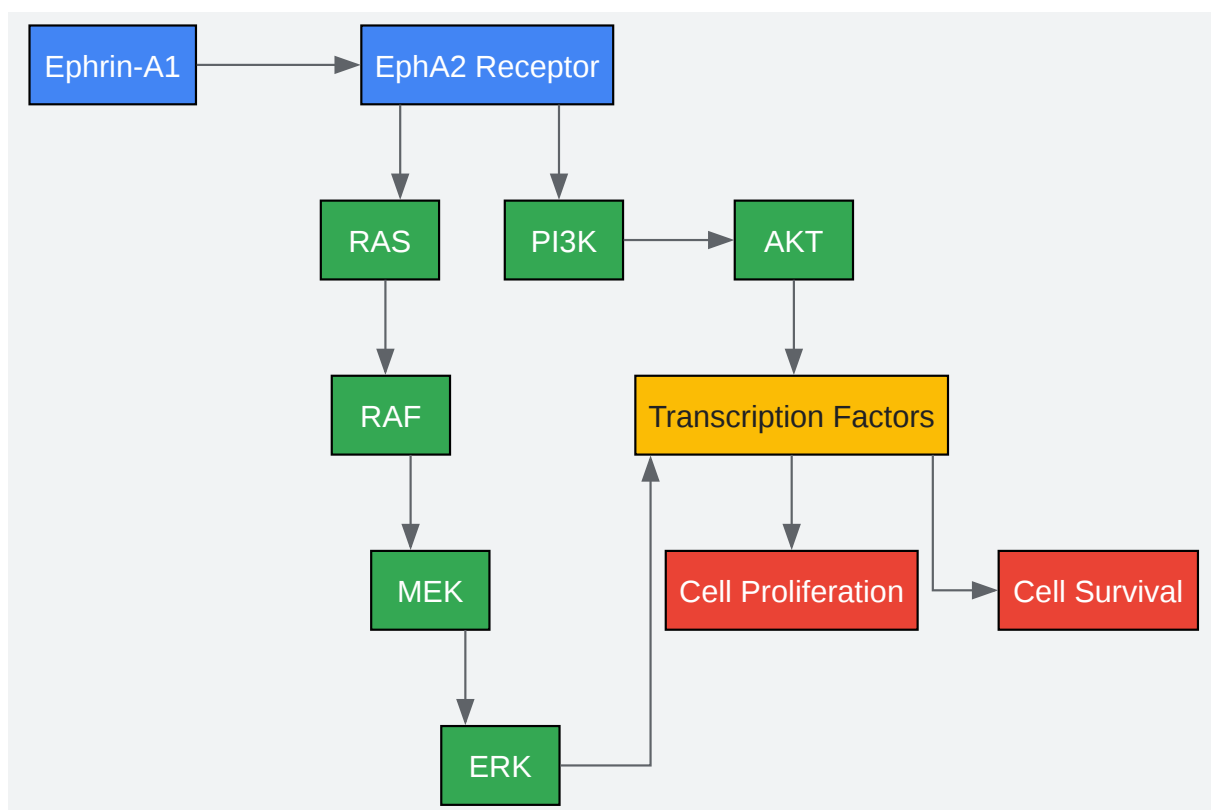 Ephrin-A1
EphA2 Receptor
RAS
PI3K
AKT
RAF
Transcription Factors
MEK
Cell Proliferation
Cell Survival
ERK